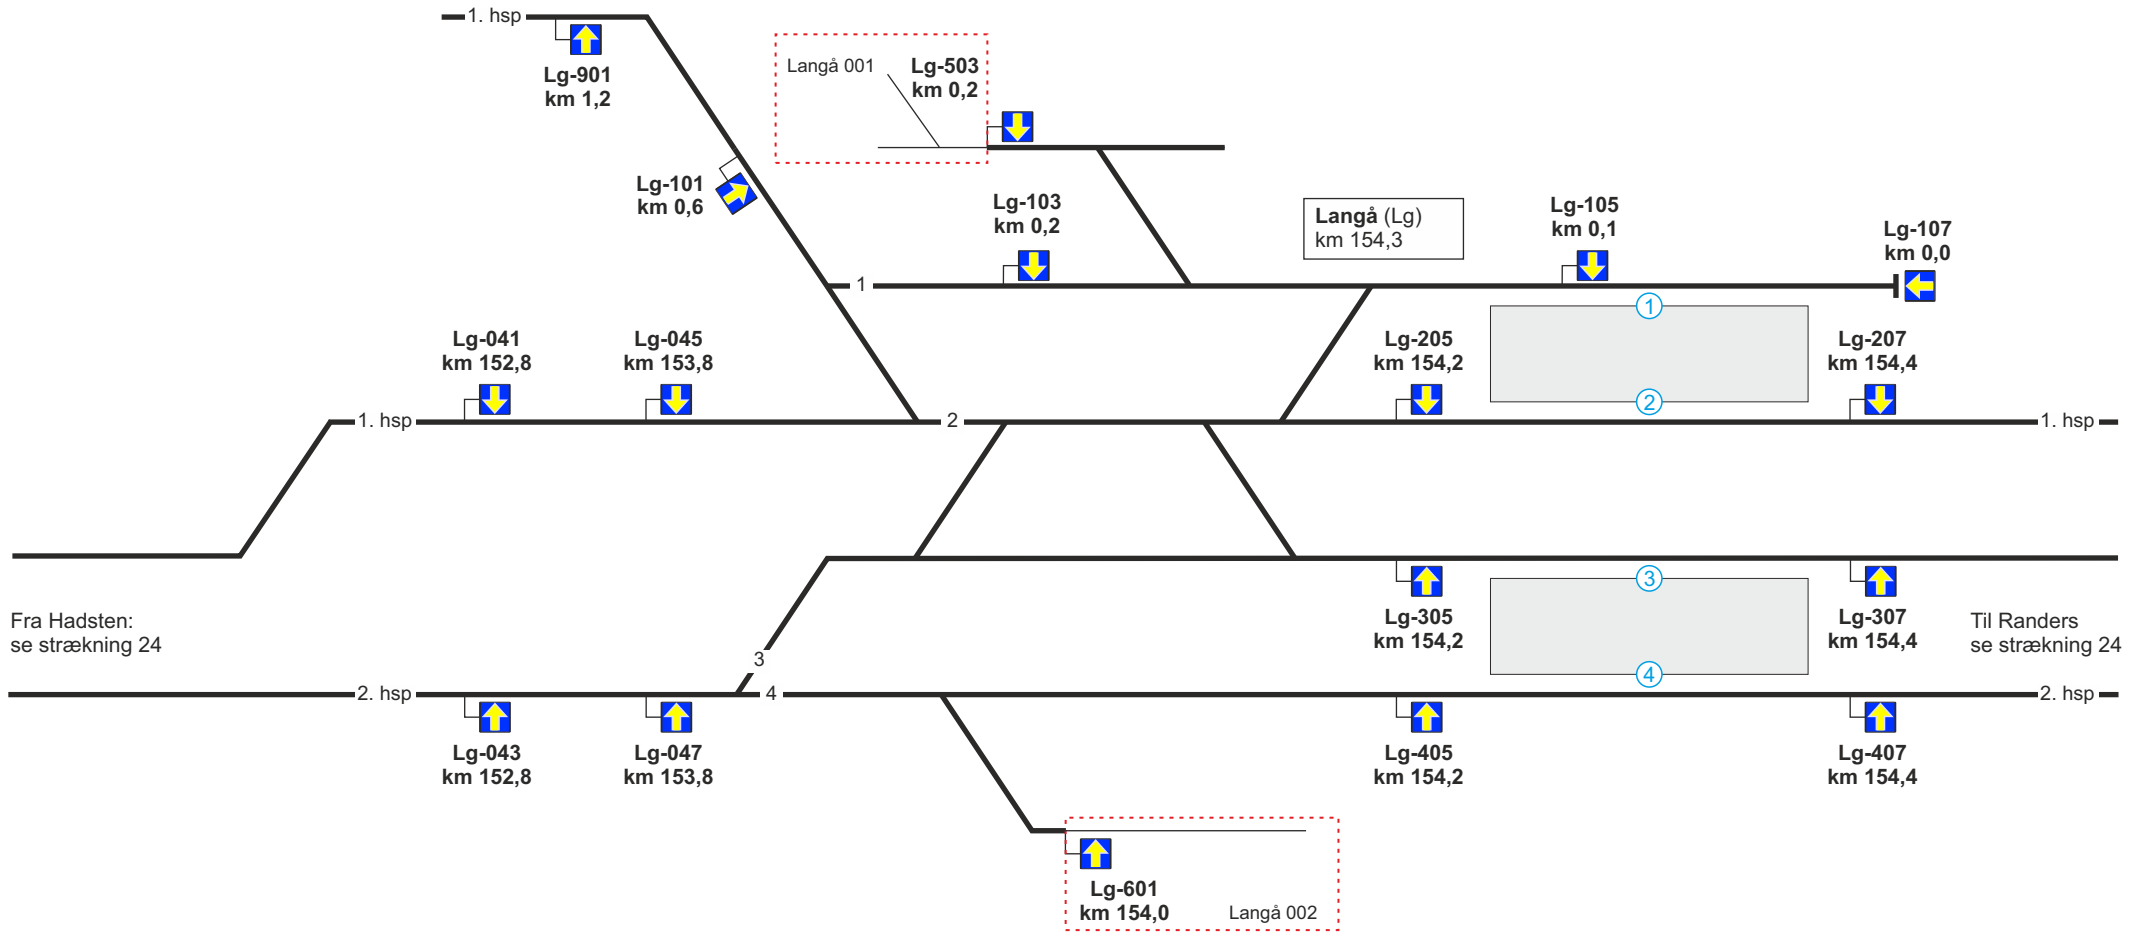 1. hsp
Lg-901
km 1,2
Langå 001
Lg-503
km 0,2
Lg-101
km 0,6
Lg-103
km 0,2
Langå (Lg)
km 154,3
Lg-105
km 0,1
Lg-107
km 0,0
1
1
Lg-041
km 152,8
Lg-045
km 153,8
Lg-205
km 154,2
Lg-207
km 154,4
2
1. hsp
2
1. hsp
3
Fra Hadsten:
se strækning 24
Lg-305
km 154,2
Lg-307
km 154,4
Til Randers
se strækning 24
3
4
2. hsp
4
2. hsp
Lg-043
km 152,8
Lg-047
km 153,8
Lg-405
km 154,2
Lg-407
km 154,4
Lg-601
km 154,0
Langå 002